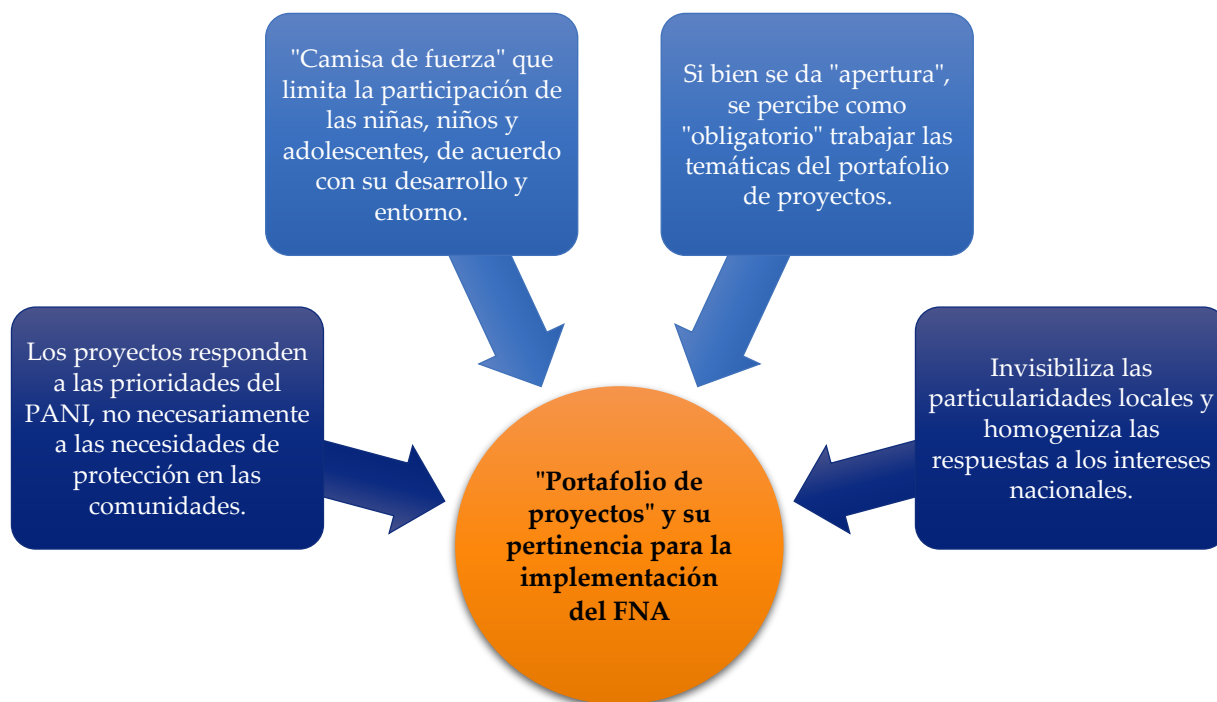 "Camisa de fuerza" que
limita la participación de
las niñas, niños y
adolescentes, de acuerdo
con su desarrollo y
entorno.
Si bien se da "apertura",
se percibe como
"obligatorio" trabajar las
temáticas del portafolio
de proyectos.
Los proyectos responden
a las prioridades del
PANI, no necesariamente
a las necesidades de
protección en las
comunidades.
Invisibiliza las
particularidades locales y
homogeniza las
respuestas a los intereses
nacionales.
"Portafolio de
proyectos" y su
pertinencia para la
implementación
del FNA